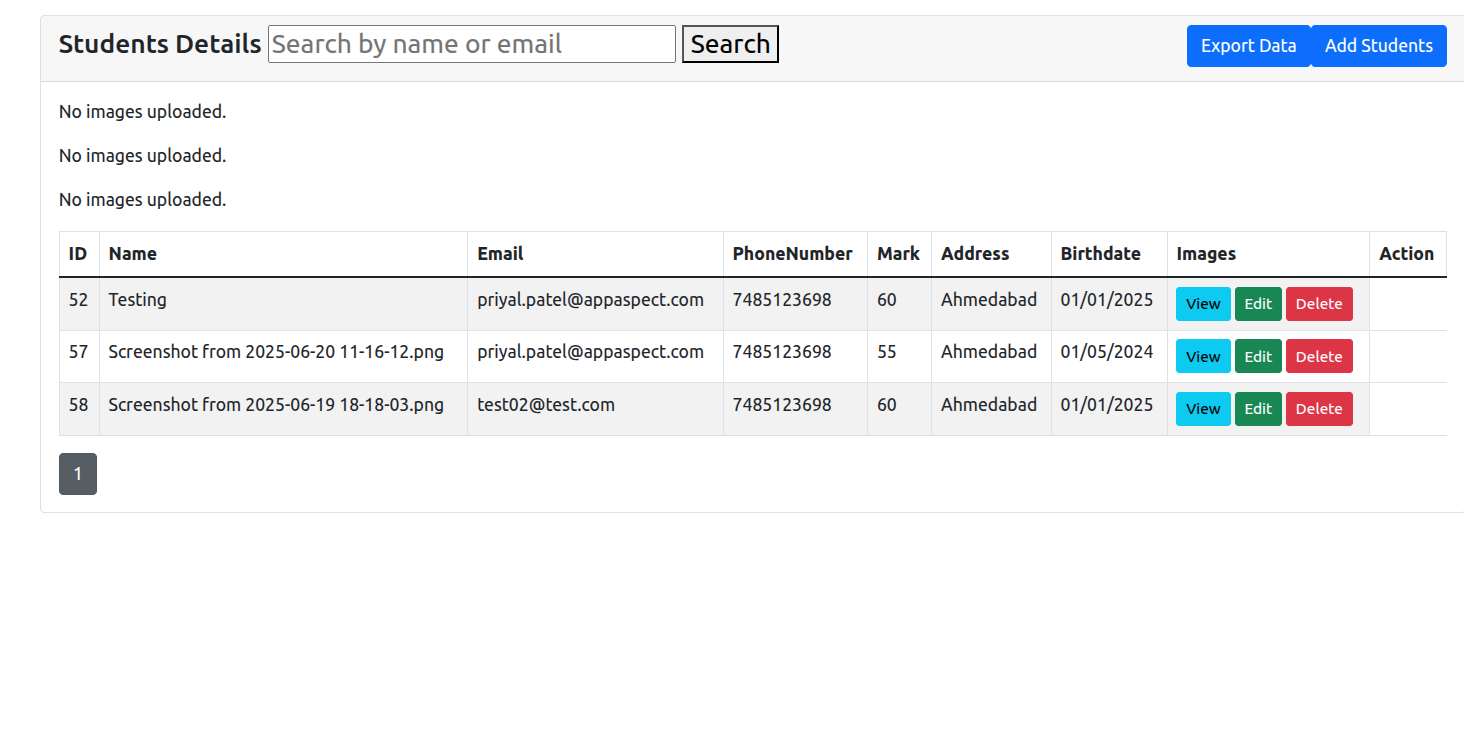 Students Details Search by name or email Search Export Data Add Students
No images uploaded.
No images uploaded.
No images uploaded.
ID Name Email PhoneNumber Mark Address Birthdate Images Action
52 Testing priyal.patel@appaspect.com 7485123698 60 Ahmedabad 01/01/2025 View Edit Delete
57 Screenshot from 2025-06-20 11-16-12.png priyal.patel@appaspect.com 7485123698 55 Ahmedabad 01/05/2024 View Edit Delete
58 Screenshot from 2025-06-19 18-18-03.png test02@test.com 7485123698 60 Ahmedabad 01/01/2025 View Edit Delete
1